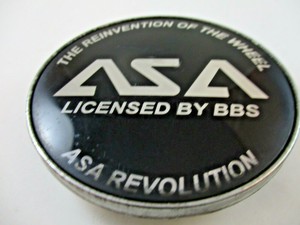 THE REINVENTION OF THE WHEEL
ASA
LICENSED BY BBS
ASA REVOLUTION